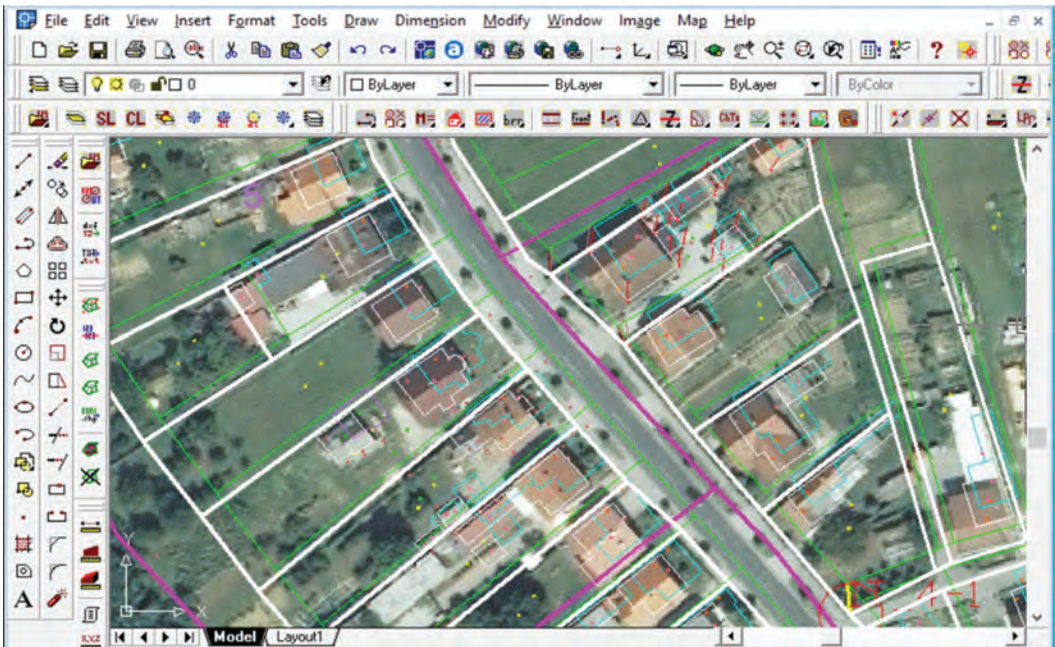 File Edit View Insert Format Tools Draw Dimension Modify Window Image Map Help
0 ByLayer ByLayer ByLayer ByColor
SL CL
Y
X
A
Model Layout1